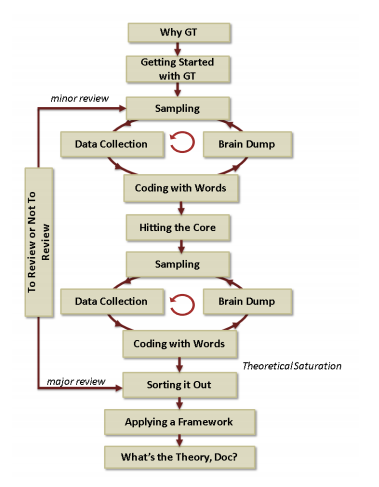 Why GT
Getting Started
with GT
minor review
Sampling
Data Collection
Brain Dump
Coding with Words
To Review or Not To
Review
Hitting the Core
Sampling
Data Collection
Brain Dump
Coding with Words
Theoretical Saturation
major review
Sorting it Out
Applying a Framework
What's the Theory, Doc?